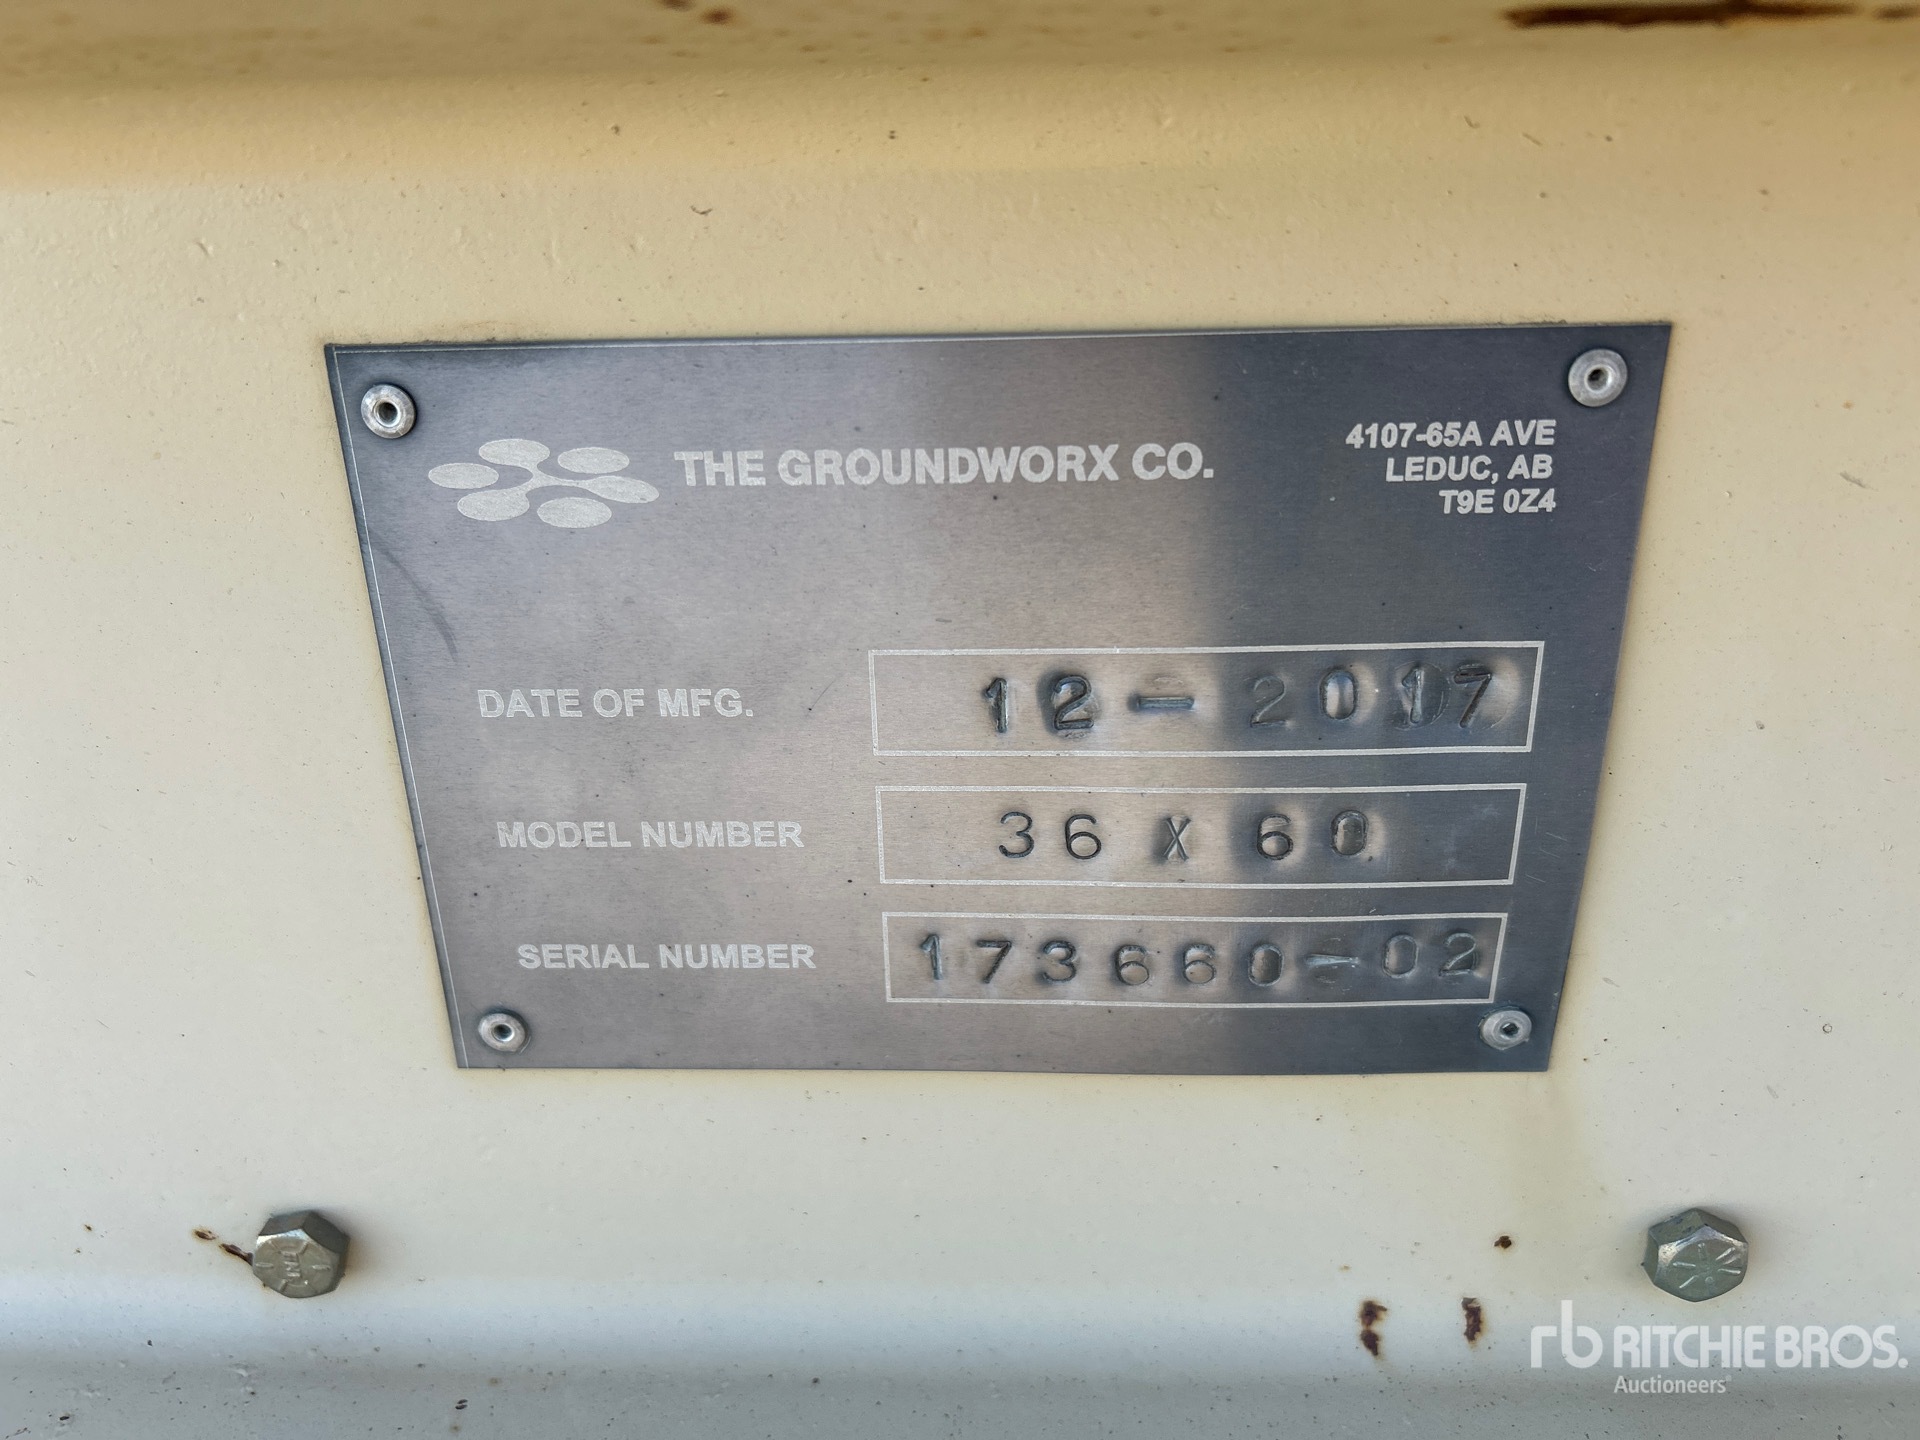 THE GROUNDWORX CO.
4107-65A AVE
LEDUC, AB
T9E 0Z4
DATE OF MFG. 12-2017
MODEL NUMBER 36 X 60
SERIAL NUMBER 173660-02
rb RITCHIE BROS.
Auctioneers